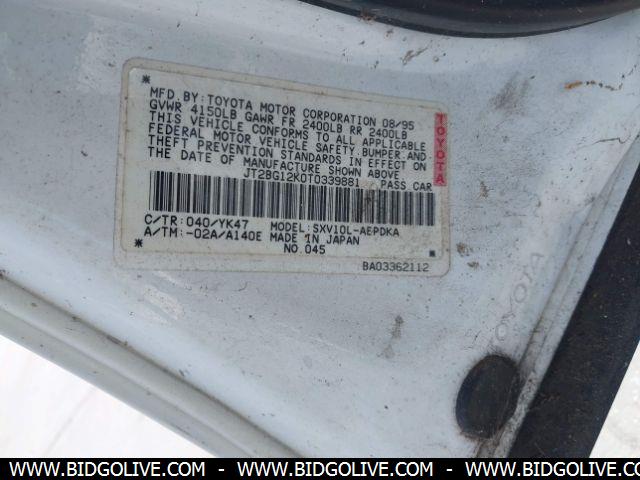 MFD. BY: TOYOTA MOTOR CORPORATION 08/95
GVWR 4150LB GAWR FR 2400LB RR 2400LB
THIS VEHICLE CONFORMS TO ALL APPLICABLE
FEDERAL MOTOR VEHICLE SAFETY, BUMPER, AND
THEFT PREVENTION STANDARDS IN EFFECT ON
THE DATE OF MANUFACTURE SHOWN ABOVE.
JT2BG12K0T0339881 PASS CAR
TOYOTA
C/TR: 040/YK47 MODEL: SXV10L-AEPDKA
A/TM: -02A/A140E MADE IN JAPAN
NO. 045
BA03362112
TOYOTA
WWW.BIDGOLIVE.COM - WWW.BIDGOLIVE.COM - WWW.BIDGOLIVE.COM